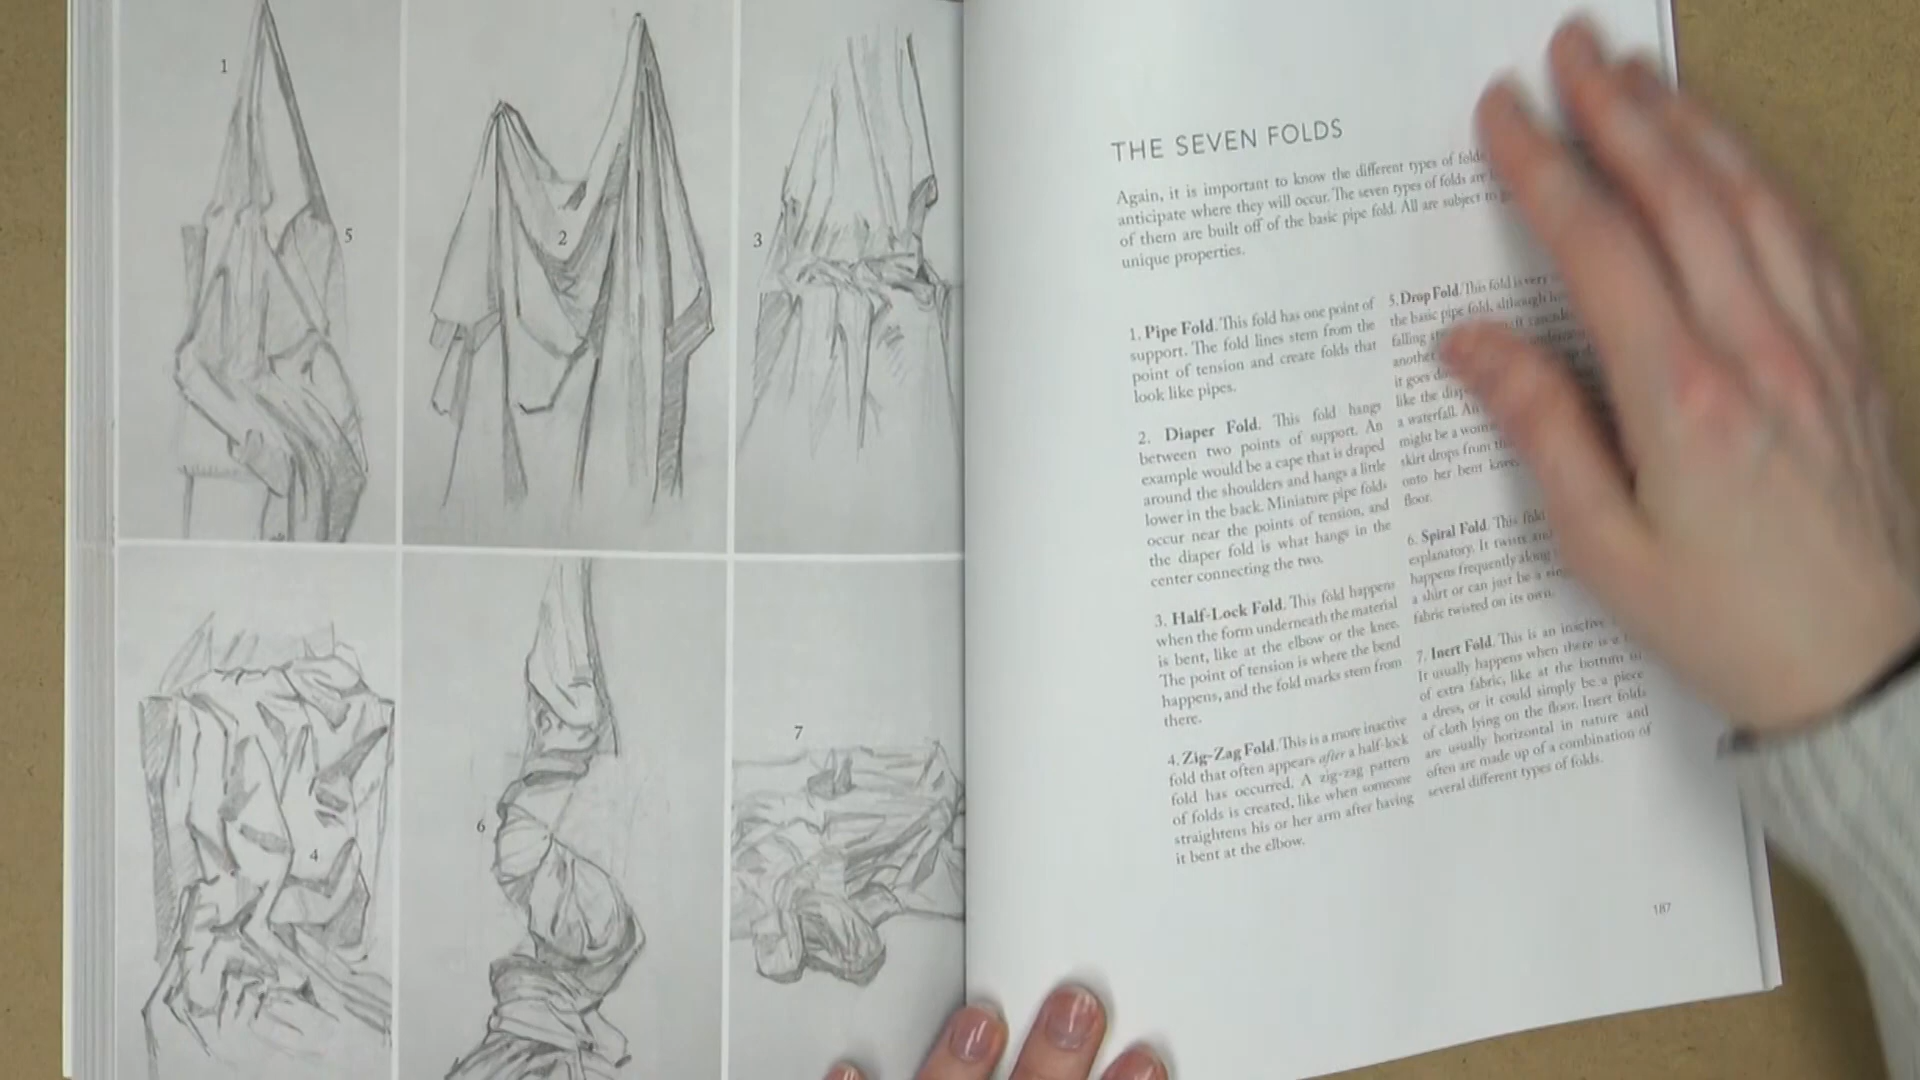 1
5
2
3
4
6
7
THE SEVEN FOLDS
Again, it is important to know the different types of folds
anticipate where they will occur. The seven types of folds are
of them are built off of the basic pipe fold. All are subject to
unique properties.
1. Pipe Fold. This fold has one point of
support. The fold lines stem from the
point of tension and create folds that
look like pipes.
2. Diaper Fold. This fold hangs
between two points of support. An
example would be a cape that is draped
around the shoulders and hangs a little
lower in the back. Miniature pipe folds
occur near the points of tension, and
the diaper fold is what hangs in the
center connecting the two.
3. Half-Lock Fold. This fold happens
when the form underneath the material
is bent, like at the elbow or the knee.
The point of tension is where the bend
happens, and the fold marks stem from
there.
4. Zig-Zag Fold. This is a more inactive
fold that often appears after a half-lock
fold has occurred. A zig-zag pattern
of folds is created, like when someone
straightens his or her arm after having
it bent at the elbow.
5. Drop Fold. This fold is very
the basic pipe fold, although
falling
another
it goes
like the
a waterfall. An
might be a
skirt drops from
onto her bent knee,
floor.
6. Spiral Fold. This fold
explanatory. It twists and
happens frequently along
a shirt or can just be a
fabric twisted on its own.
7. Inert Fold. This is an inactive
It usually happens when there is a
of extra fabric, like at the bottom of
a dress, or it could simply be a piece
of cloth lying on the floor. Inert folds
are usually horizontal in nature and
often are made up of a combination of
several different types of folds.
187